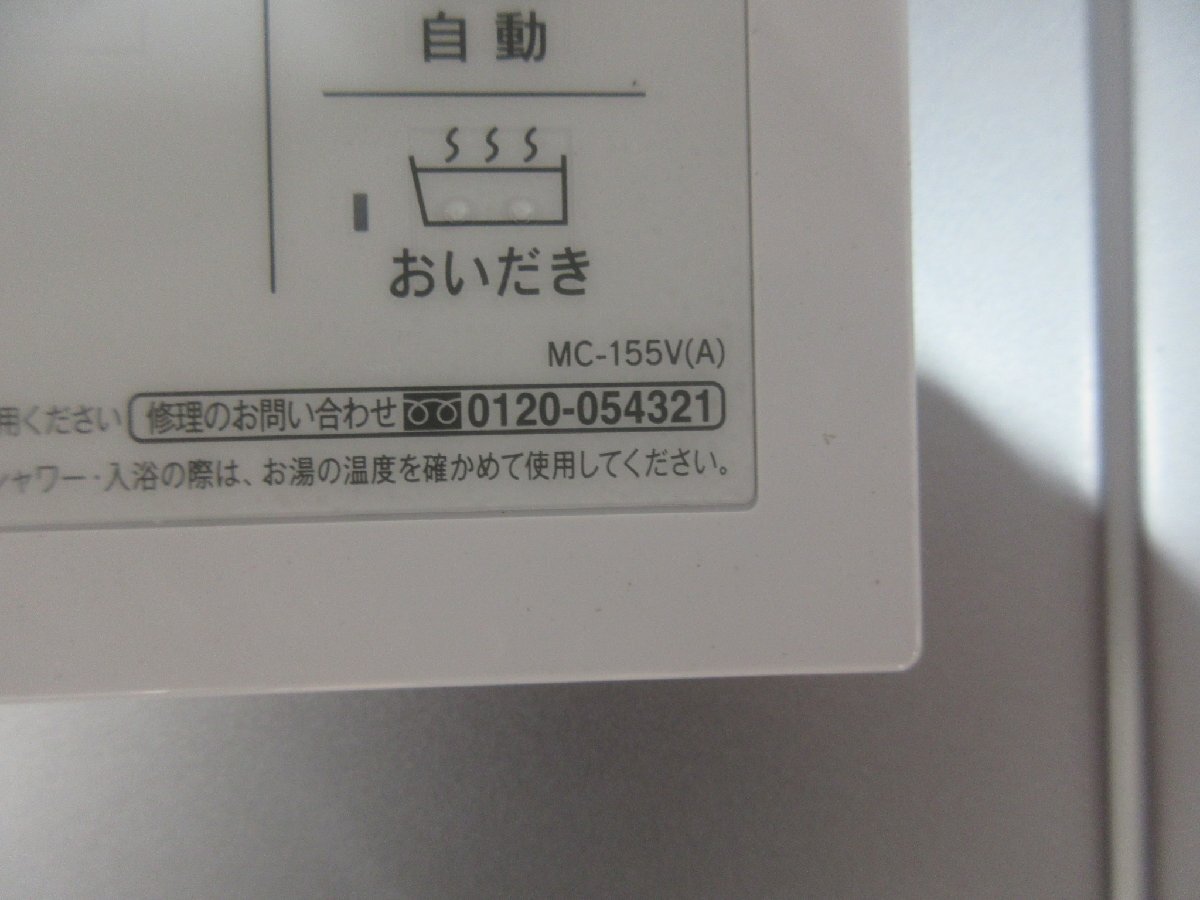 自動
おいだき
MC-155V(A)
用ください 修理のお問い合わせ 0120-054321
シャワー・入浴の際は、お湯の温度を確かめて使用してください。